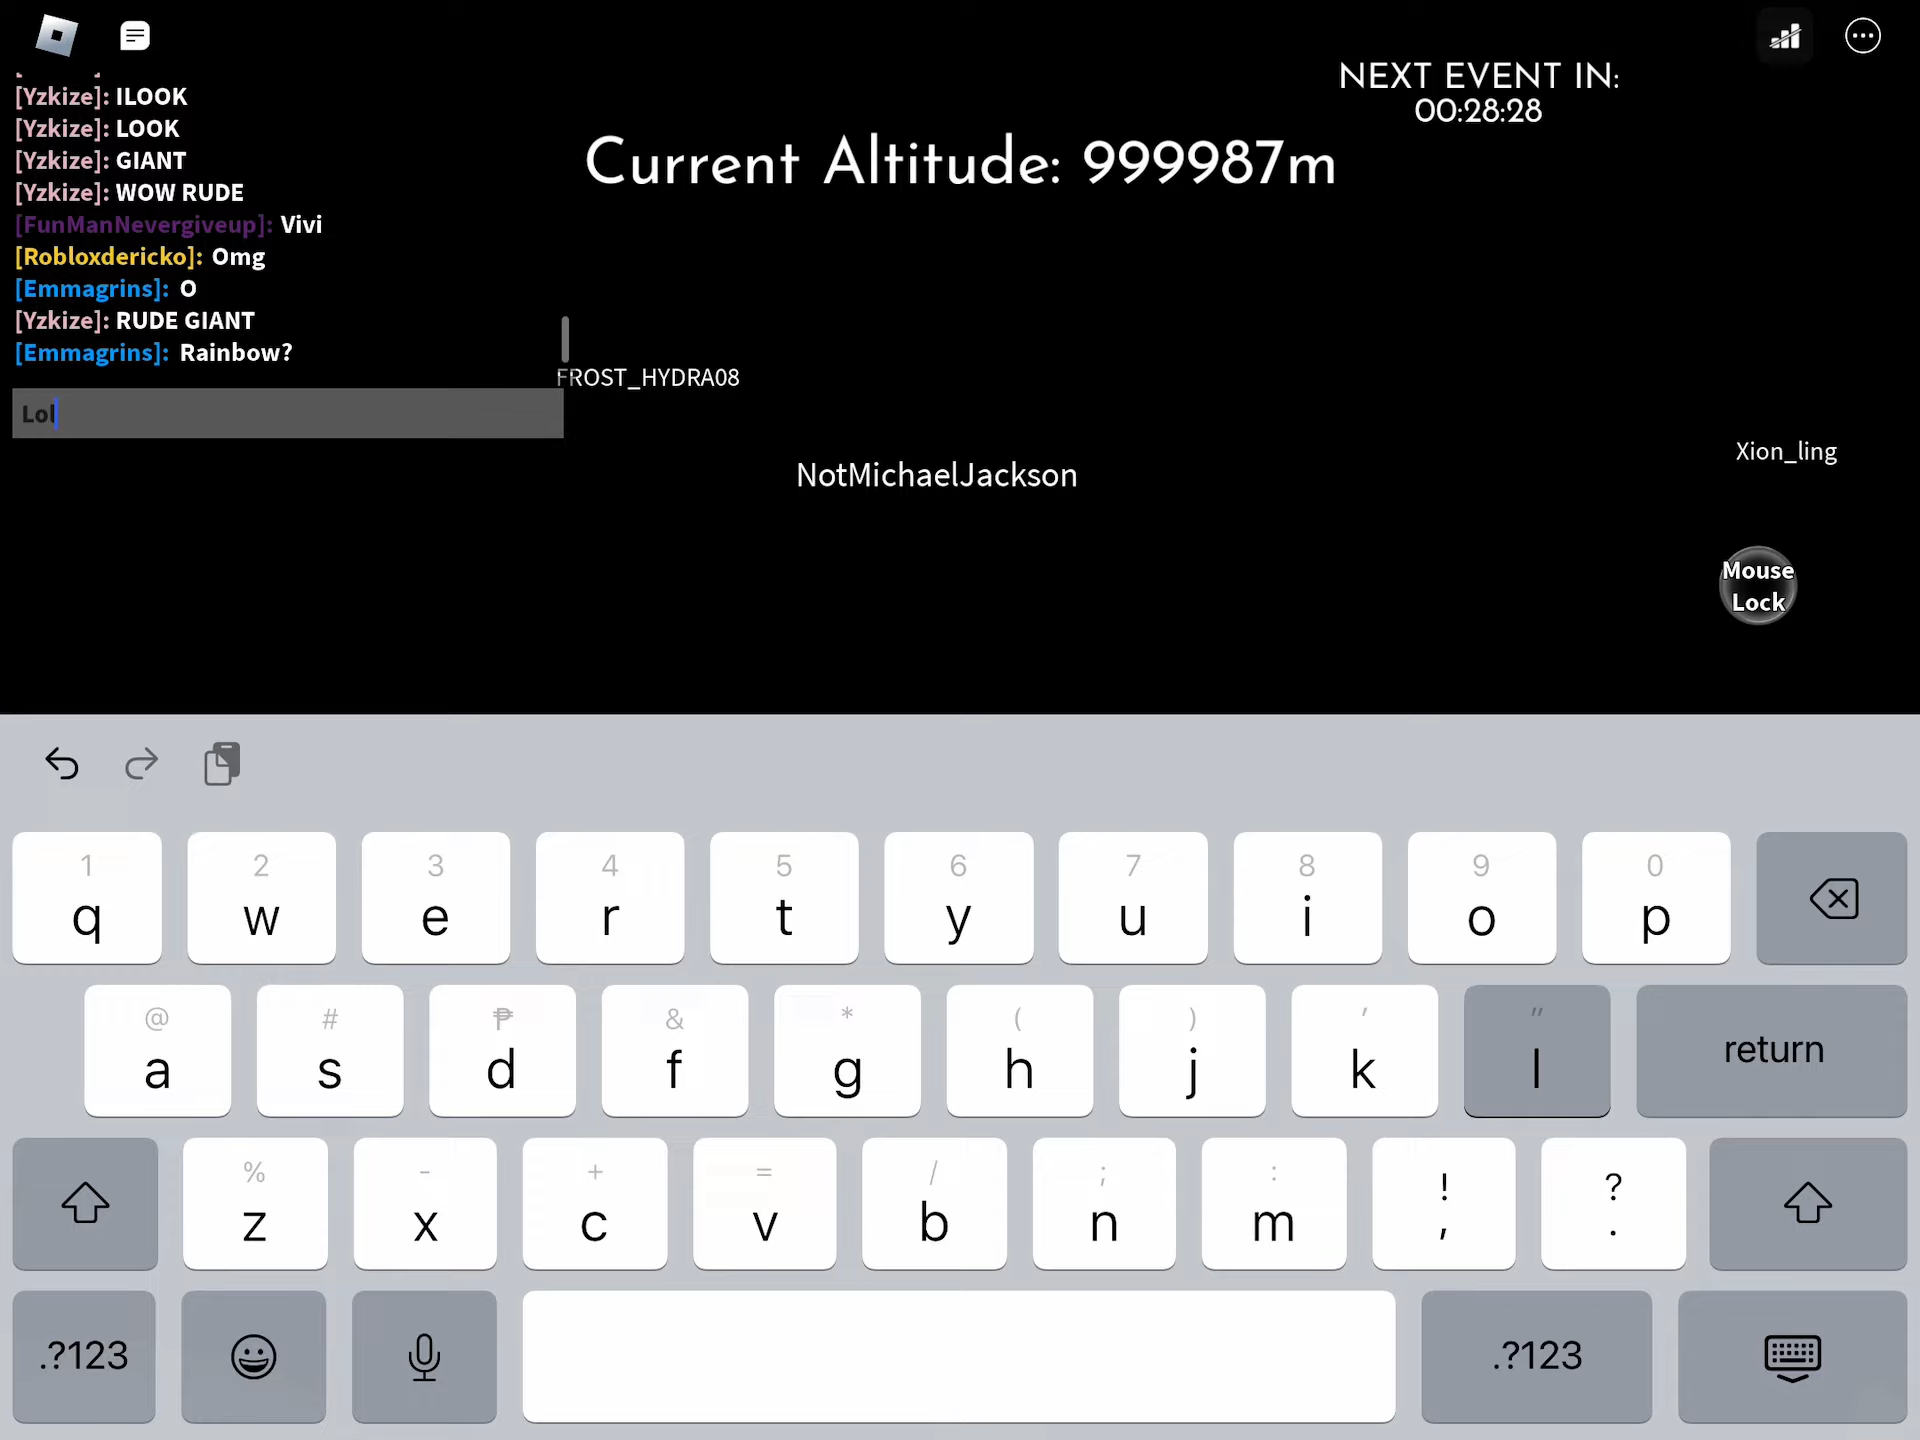 [Yzkize]: ILOOK
[Yzkize]: LOOK
[Yzkize]: GIANT
[Yzkize]: WOW RUDE
[FunManNevergiveup]: Vivi
[Robloxdericko]: Omg
[Emmagrins]: O
[Yzkize]: RUDE GIANT
[Emmagrins]: Rainbow?
Lol
NEXT EVENT IN:
00:28:28
Current Altitude: 999987m
FROST_HYDRA08
NotMichaelJackson
Xion_ling
Mouse
Lock
1 2 3 4 5 6 7 8 9 0
q w e r t y u i o p
@ # ₱ & * ( ) ' "
a s d f g h j k l return
% - + = / ; : ! ?
z x c v b n m , .
.?123 .?123